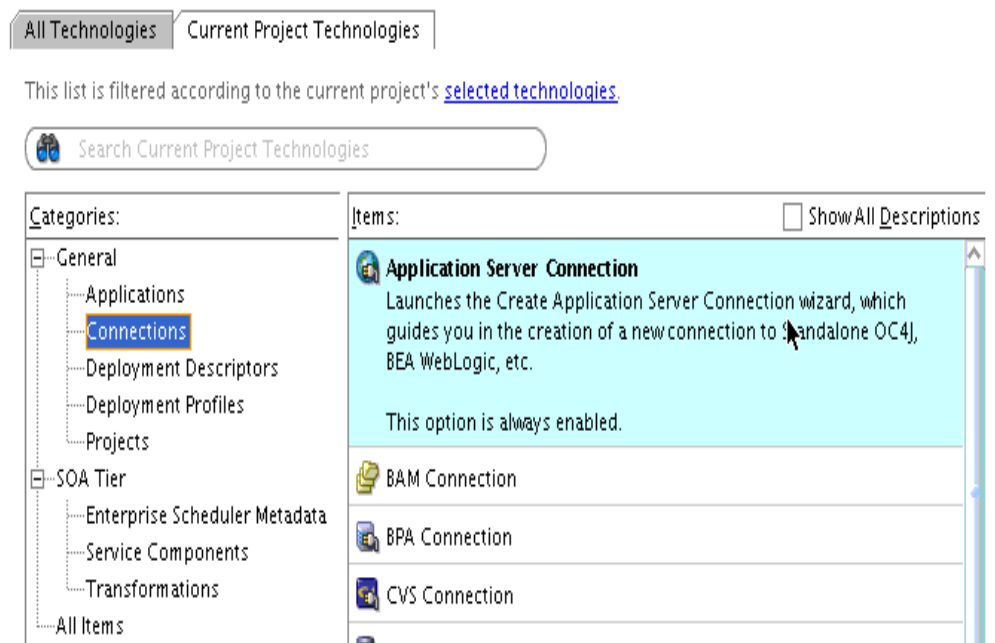 All Technologies
Current Project Technologies
This list is filtered according to the current project's selected technologies.
Search Current Project Technologies
Categories:
General
Applications
Connections
Deployment Descriptors
Deployment Profiles
Projects
SOA Tier
Enterprise Scheduler Metadata
Service Components
Transformations
All Items
Items:
Show All Descriptions
Application Server Connection
Launches the Create Application Server Connection wizard, which
guides you in the creation of a new connection to Standalone OC4J,
BEA WebLogic, etc.
This option is always enabled.
BAM Connection
BPA Connection
CVS Connection